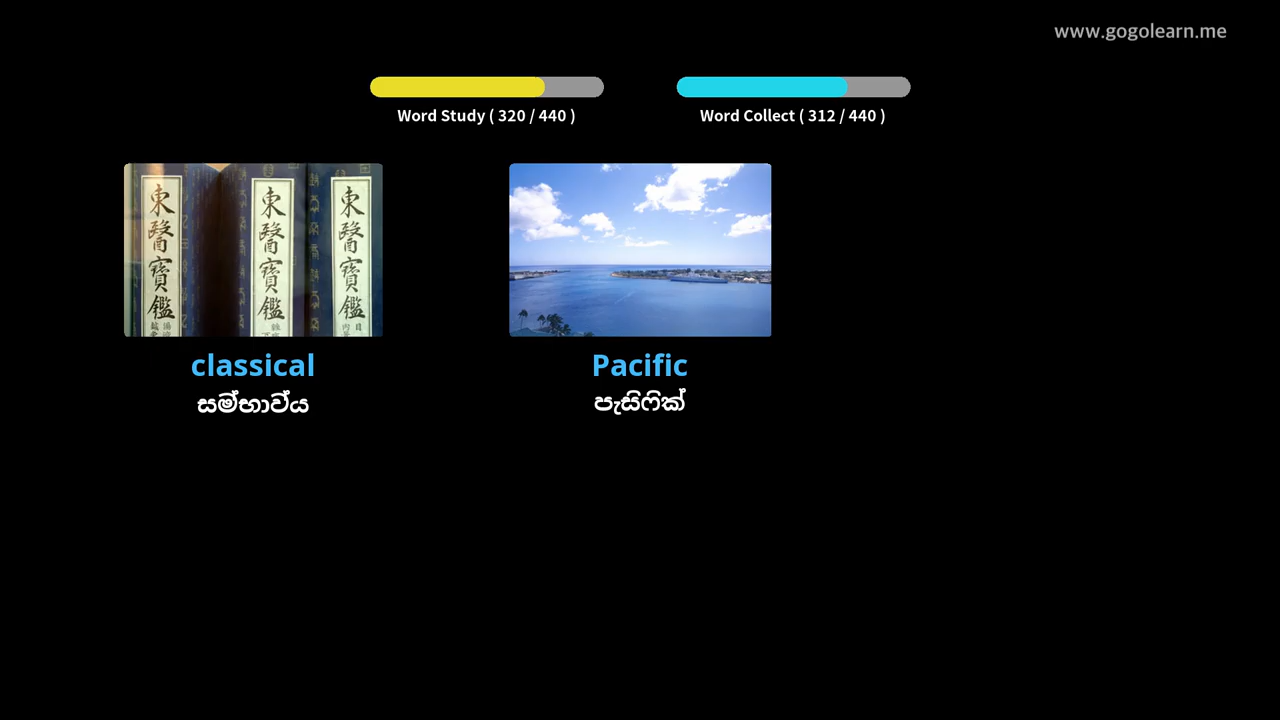 www.gogolearn.me
Word Study ( 320 / 440 )
Word Collect ( 312 / 440 )
東醫寶鑑
東醫寶鑑
東醫寶鑑
classical
සම්භාව්ය
Pacific
පැසිෆික්